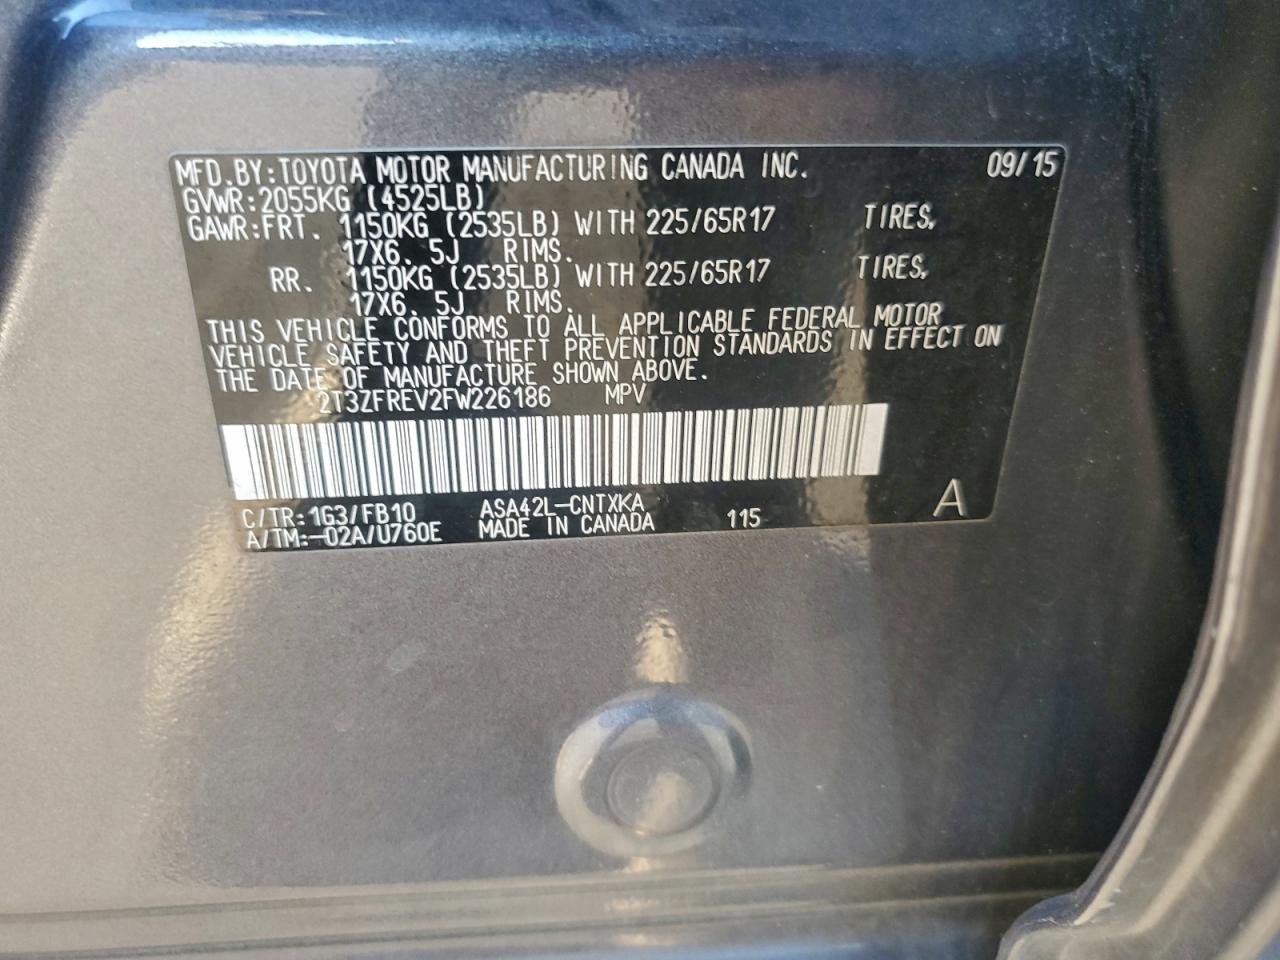 MFD.BY:TOYOTA MOTOR MANUFACTURING CANADA INC. 09/15
GVWR:2055KG (4525LB)
GAWR:FRT. 1150KG (2535LB) WITH 225/65R17 TIRES,
17X6.5J RIMS.
RR. 1150KG (2535LB) WITH 225/65R17 TIRES,
17X6.5J RIMS.
THIS VEHICLE CONFORMS TO ALL APPLICABLE FEDERAL MOTOR
VEHICLE SAFETY AND THEFT PREVENTION STANDARDS IN EFFECT ON
THE DATE OF MANUFACTURE SHOWN ABOVE.
2T3ZFREV2FW226186 MPV
C/TR:1G3/FB10 ASA42L-CNTXKA A
A/TM:-02A/U760E MADE IN CANADA 115